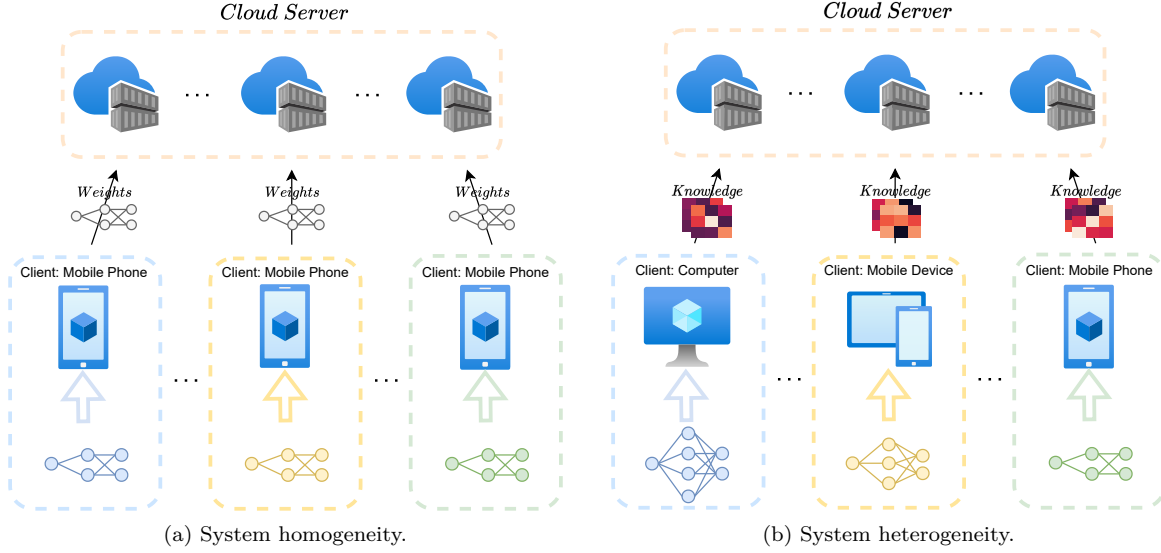 Cloud Server
Weights
Weights
Weights
Client: Mobile Phone
Client: Mobile Phone
Client: Mobile Phone
(a) System homogeneity.
Cloud Server
Knowledge
Knowledge
Knowledge
Client: Computer
Client: Mobile Device
Client: Mobile Phone
(b) System heterogeneity.